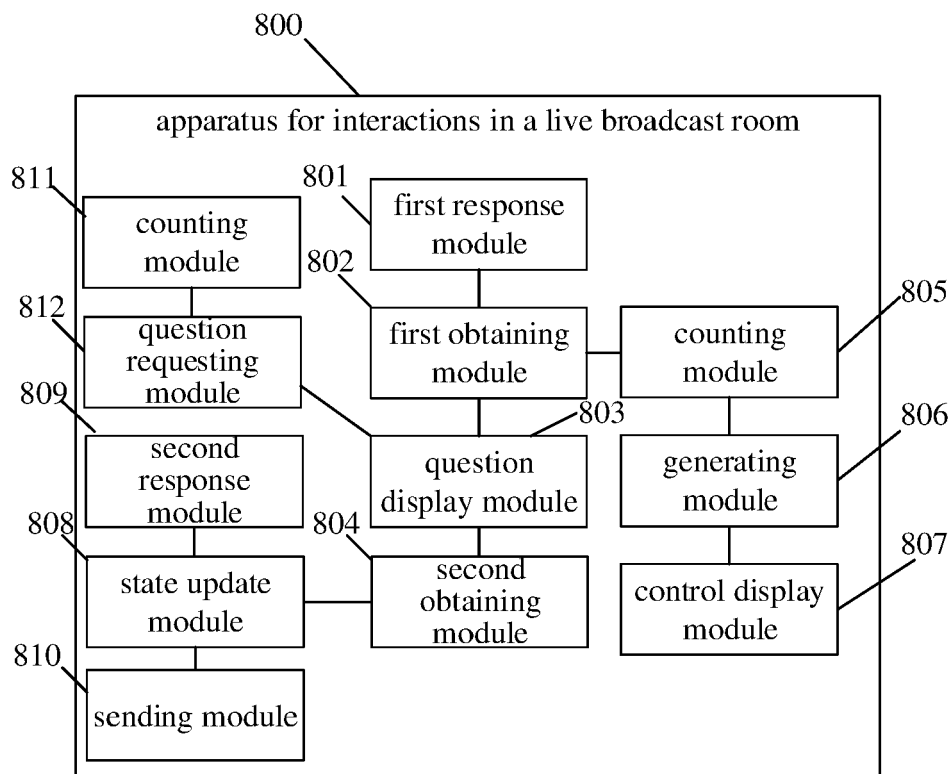 800
apparatus for interactions in a live broadcast room
811
counting
module
801
first response
module
802
first obtaining
module
805
counting
module
812
question
requesting
module
803
question
display module
806
generating
module
809
second
response
module
804
second
obtaining
module
807
control display
module
808
state update
module
810
sending module